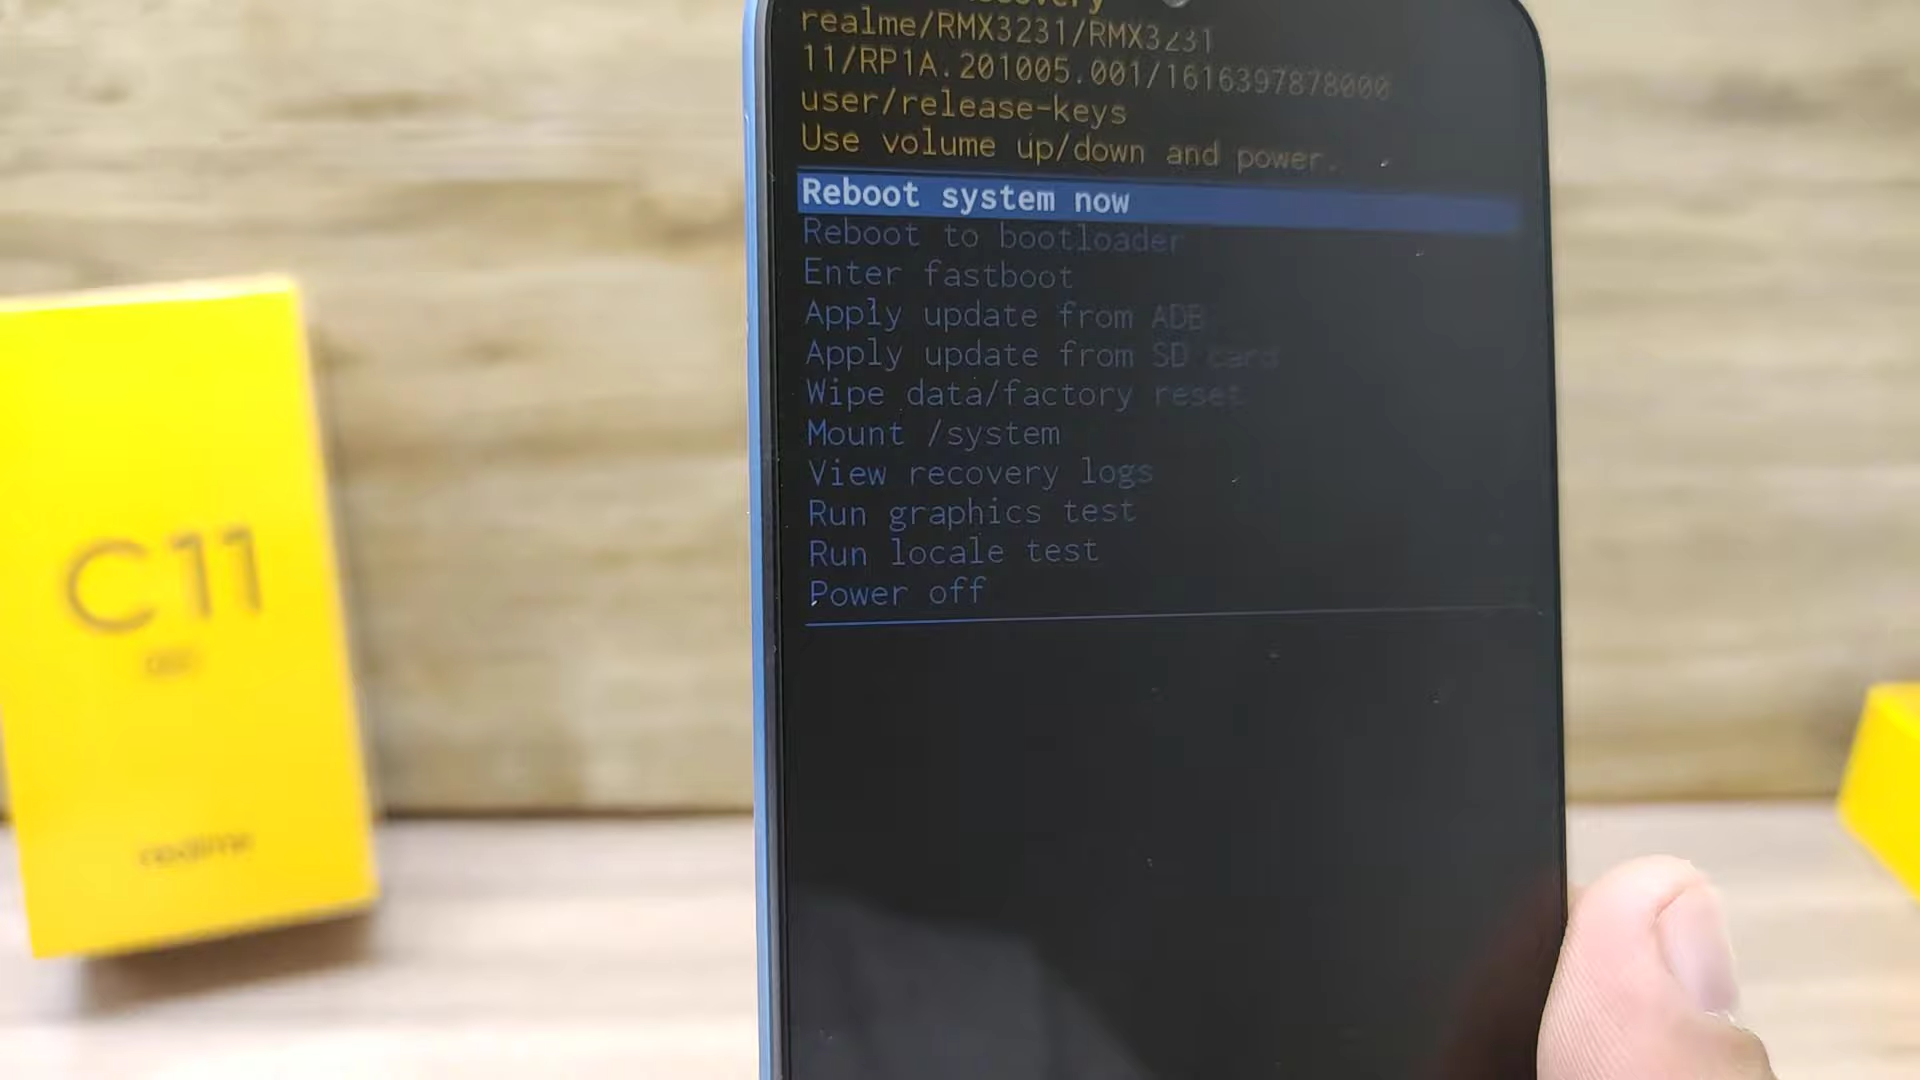 realme/RMX3231/RMX3231
11/RP1A.201005.001/1616397878000
user/release-keys
Use volume up/down and power.
Reboot system now
Reboot to bootloader
Enter fastboot
Apply update from ADB
Apply update from SD card
Wipe data/factory reset
Mount /system
View recovery logs
Run graphics test
Run locale test
Power off
C11
realme